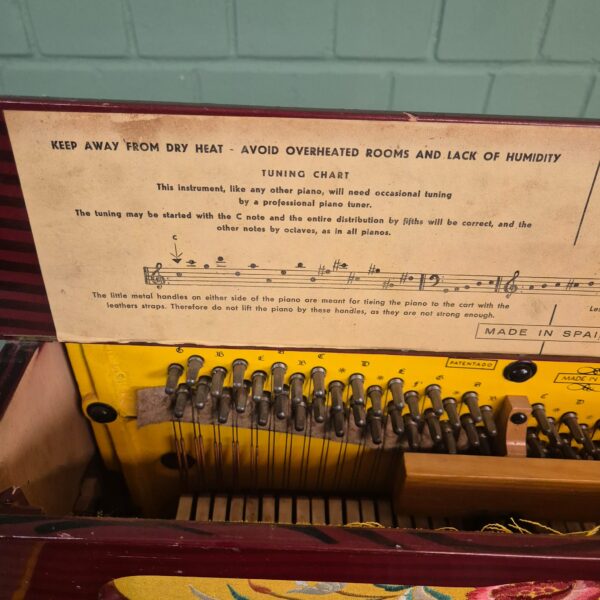 KEEP AWAY FROM DRY HEAT - AVOID OVERHEATED ROOMS AND LACK OF HUMIDITY
TUNING CHART
This instrument, like any other piano, will need occasional tuning
by a professional piano tuner.
The tuning may be started with the C note and the entire distribution by fifths will be correct, and the
other notes by octaves, as in all pianos.
C
The little metal handles on either side of the piano are meant for tieing the piano to the cart with the
leathers straps. Therefore do not lift the piano by these handles, as they are not strong enough.
MADE IN SPAIN
PATENTADO
MADE IN